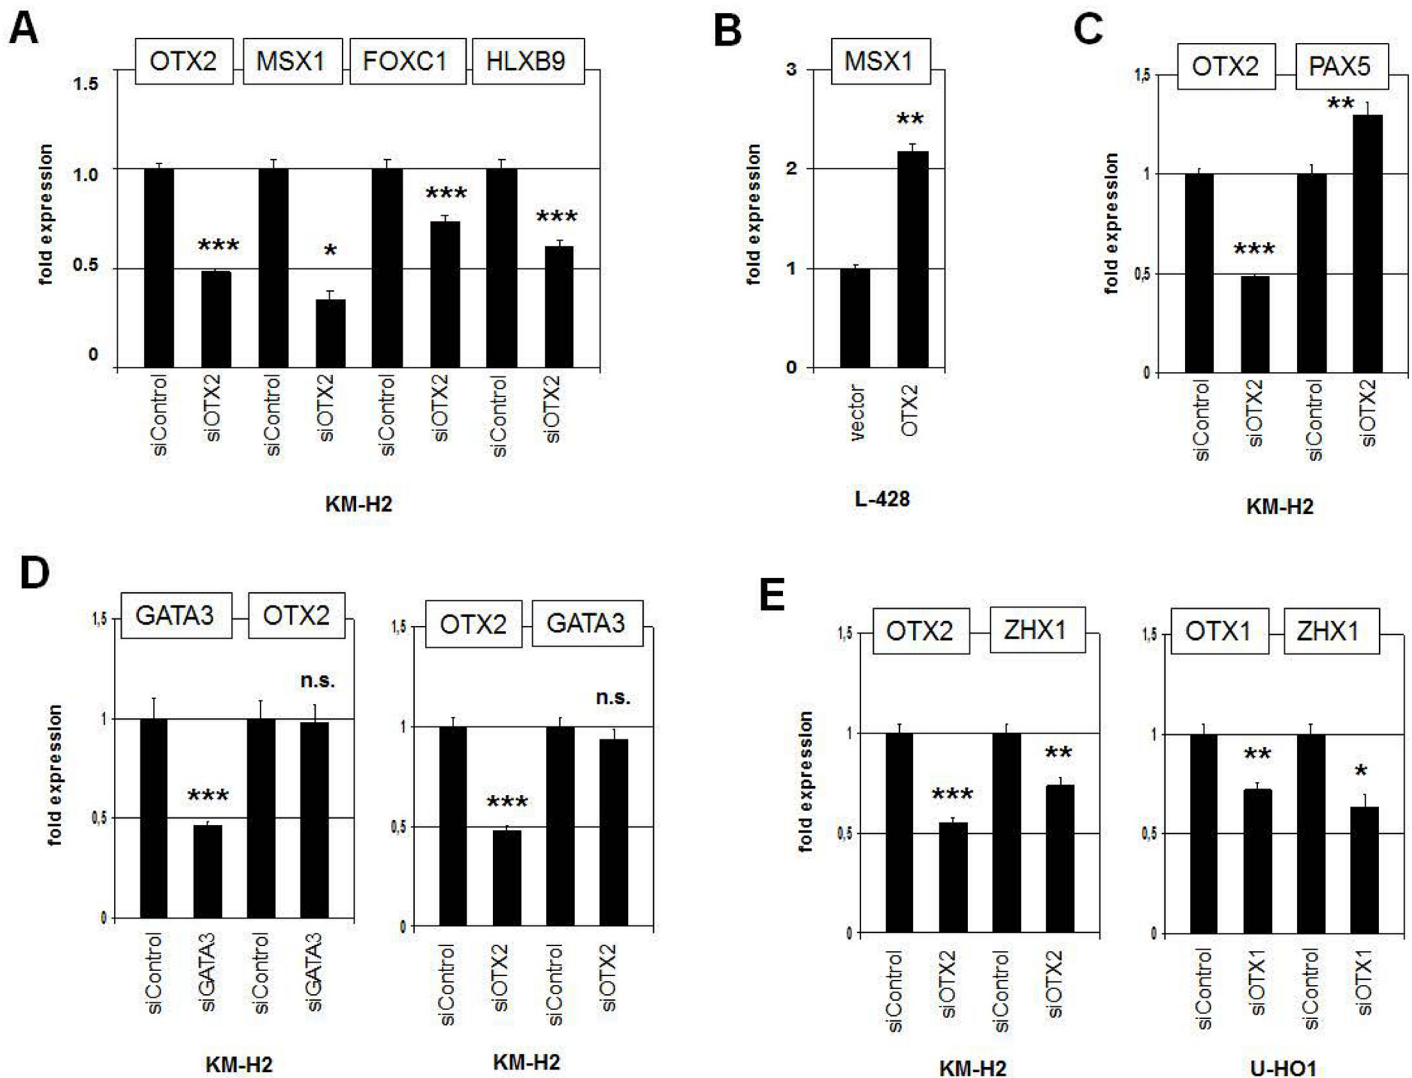 A
OTX2 MSX1 FOXC1 HLXB9
1.5
1.0
0.5
0
fold expression
*** * *** ***
siControl siOTX2 siControl siOTX2 siControl siOTX2 siControl siOTX2
KM-H2
B
MSX1
3
2
1
0
fold expression
**
vector OTX2
L-428
C
OTX2 PAX5
1,5
1
0,5
0
fold expression
*** **
siControl siOTX2 siControl siOTX2
KM-H2
D
GATA3 OTX2
1,5
1
0,5
0
fold expression
*** n.s.
siControl siGATA3 siControl siGATA3
KM-H2
OTX2 GATA3
1,5
1
0,5
0
*** n.s.
siControl siOTX2 siControl siOTX2
KM-H2
E
OTX2 ZHX1
1,5
1
0,5
0
fold expression
*** **
siControl siOTX2 siControl siOTX2
KM-H2
OTX1 ZHX1
1,5
1
0,5
0
** *
siControl siOTX1 siControl siOTX1
U-HO1